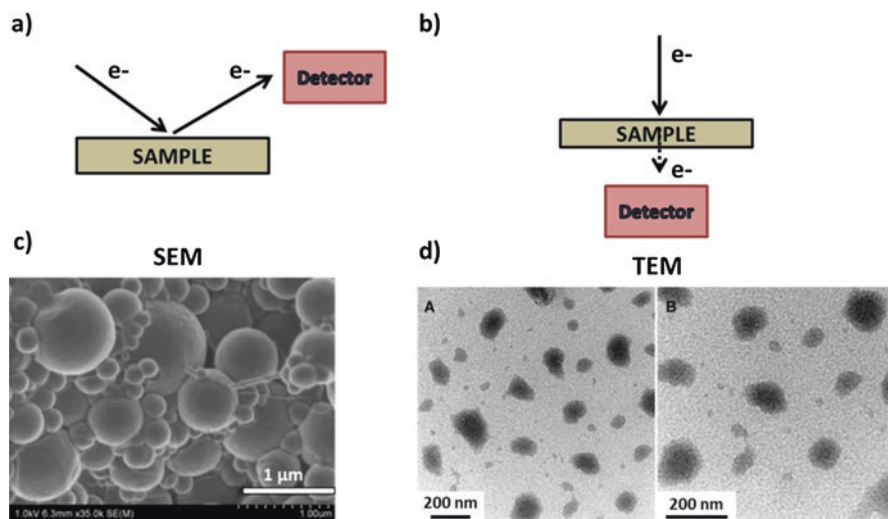 a)
e-
e-
Detector
SAMPLE
b)
e-
SAMPLE
e-
Detector
c)
SEM
1 µm
1.0kV 6.3mm x35.0k SE(M)
1.00um
d)
TEM
A
200 nm
B
200 nm